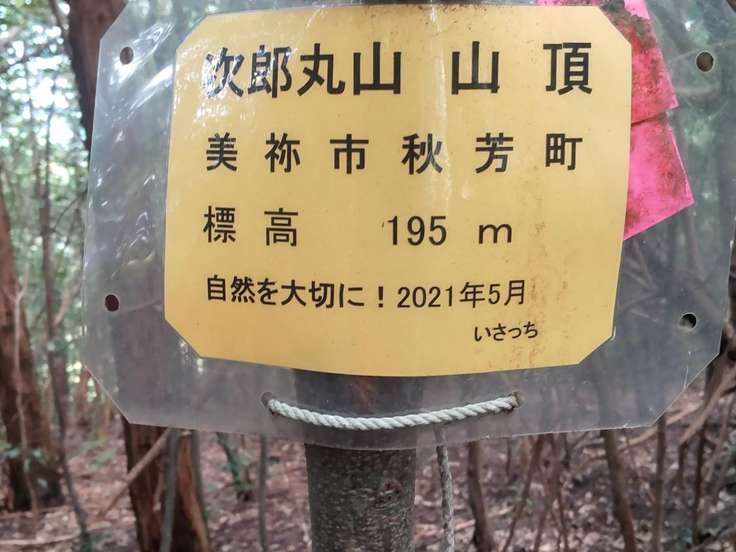 次郎丸山 山頂
美祢市秋芳町
標高 195 m
自然を大切に！2021年5月
いさっち